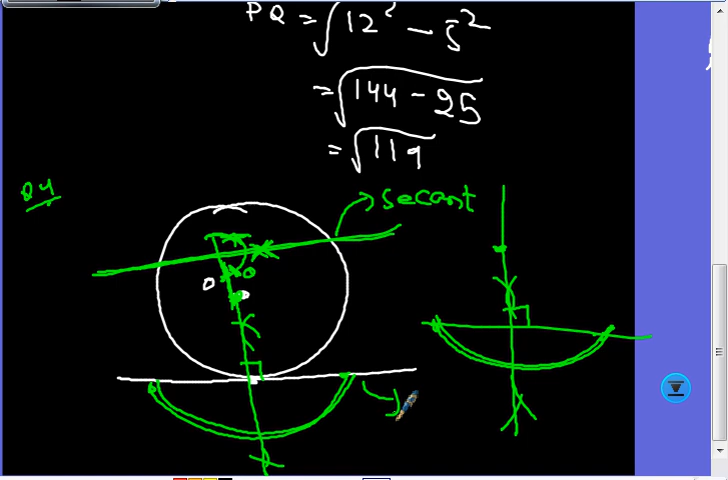 PQ = √12² - 5²
= √144 - 25
= √119
Q4
secant
O
O